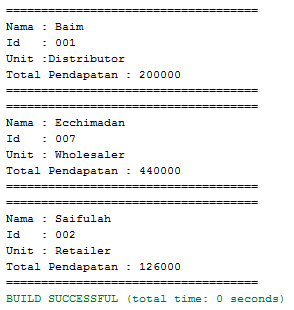 ====================================
Nama : Baim
Id   : 001
Unit :Distributor
Total Pendapatan : 200000
====================================
====================================
Nama : Ecchimadan
Id   : 007
Unit : Wholesaler
Total Pendapatan : 440000
====================================
====================================
Nama : Saifulah
Id   : 002
Unit : Retailer
Total Pendapatan : 126000
====================================
BUILD SUCCESSFUL (total time: 0 seconds)